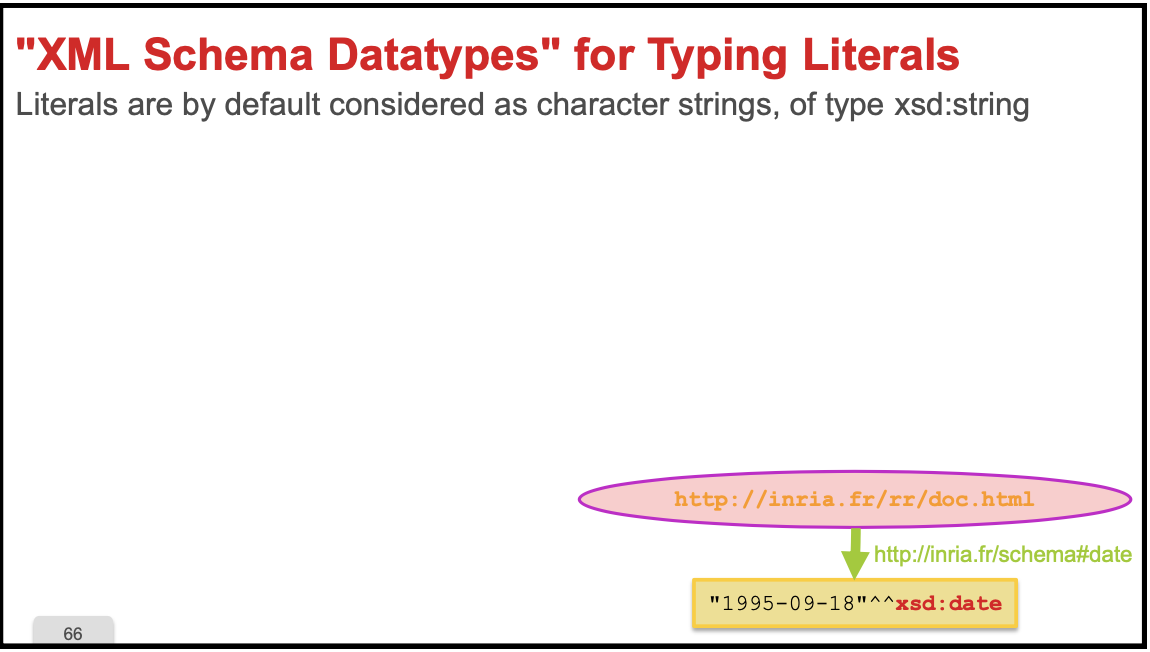 "XML Schema Datatypes" for Typing Literals
Literals are by default considered as character strings, of type xsd:string
http://inria.fr/rr/doc.html
http://inria.fr/schema#date
"1995-09-18"^^xsd:date
66